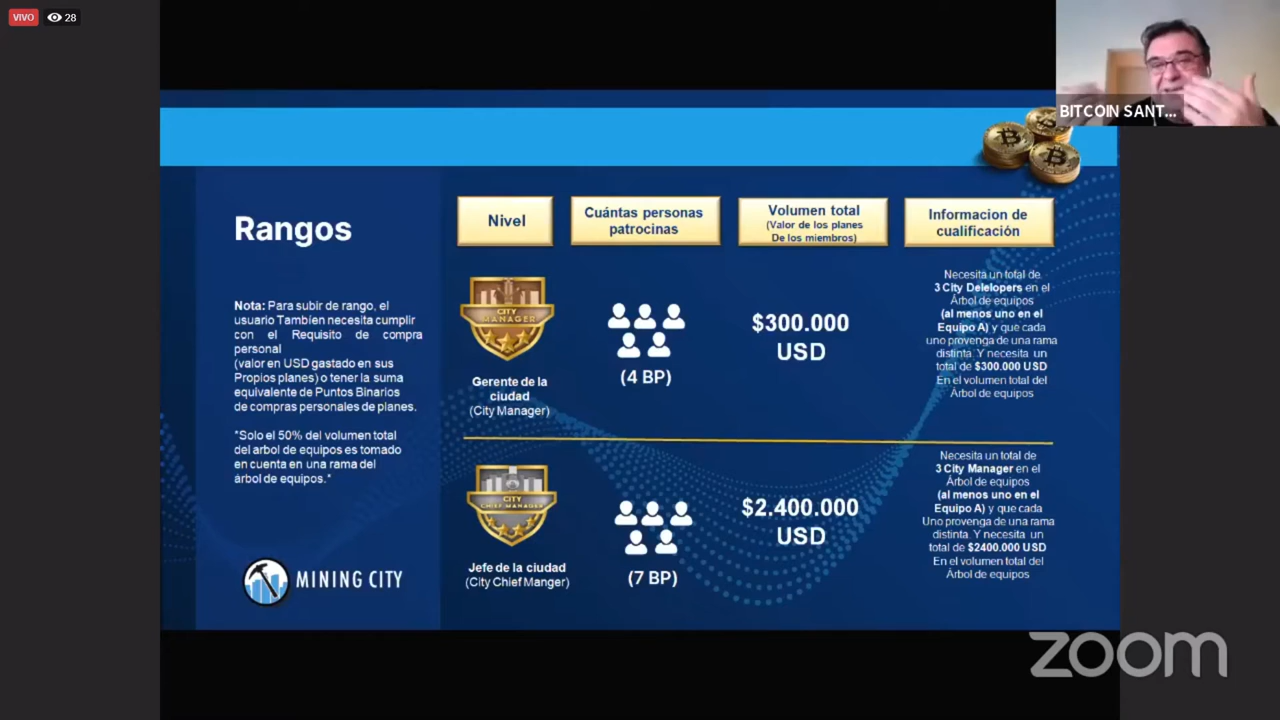 VIVO 28
BITCOIN SANT...
Rangos
Nota: Para subir de rango, el
usuario Tambíen necesita cumplir
con el Requisito de compra
personal
(valor en USD gastado en sus
Propios planes) o tener la suma
equivalente de Puntos Binarios
de compras personales de planes.
*Solo el 50% del volumen total
del arbol de equipos es tomado
en cuenta en una rama del
árbol de equipos.*
MINING CITY
Nivel
Cuántas personas
patrocinas
Volumen total
(Valor de los planes
De los miembros)
Informacion de
cualificación
CITY
MANAGER
Gerente de la
ciudad
(City Manager)
(4 BP)
$300.000
USD
Necesita un total de
3 City Delelopers en el
Árbol de equipos
(al menos uno en el
Equipo A) y que cada
uno provenga de una rama
distinta. Y necesita un
total de $300.000 USD
En el volumen total del
Árbol de equipos
CITY
CHIEF MANAGER
Jefe de la ciudad
(City Chief Manger)
(7 BP)
$2.400.000
USD
Necesita un total de
3 City Manager en el
Árbol de equipos
(al menos uno en el
Equipo A) y que cada
Uno provenga de una rama
distinta. Y necesita un
total de $2400.000 USD
En el volumen total del
Árbol de equipos
zoom